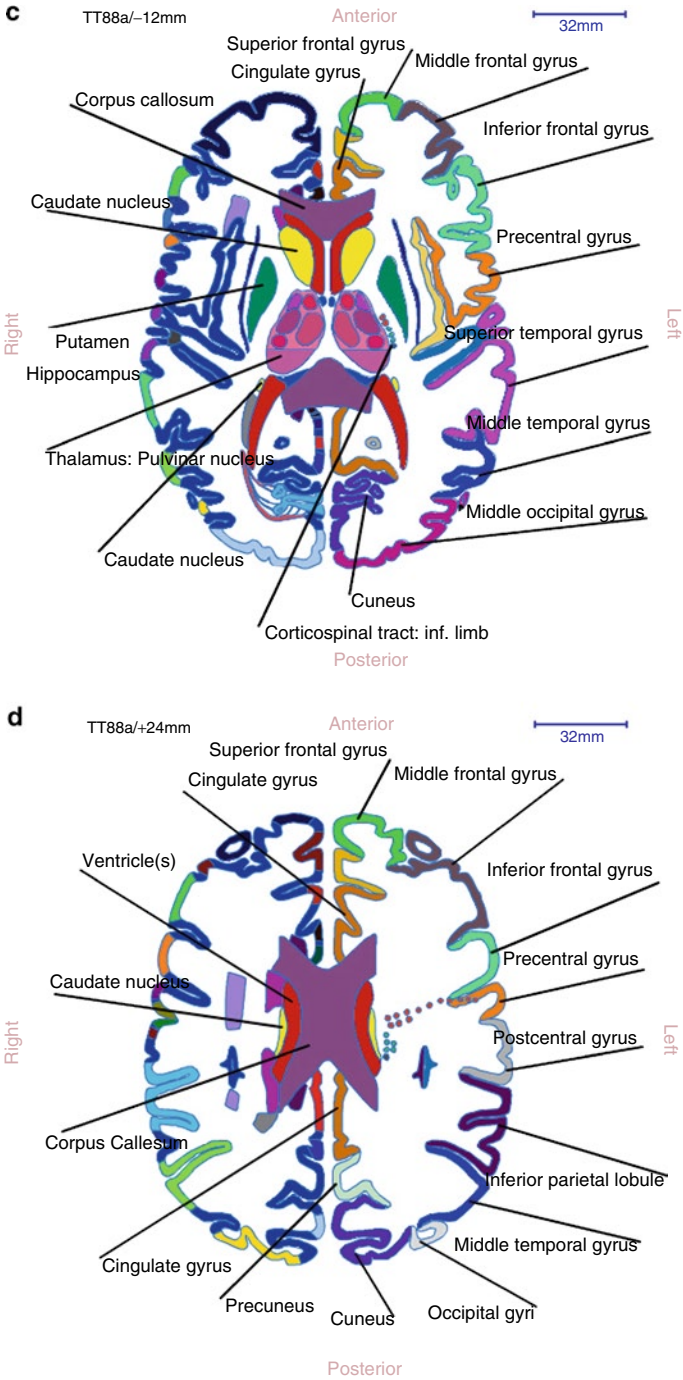 c
TT88a/−12mm
Anterior
32mm
Superior frontal gyrus
Middle frontal gyrus
Cingulate gyrus
Corpus callosum
Inferior frontal gyrus
Caudate nucleus
Precentral gyrus
Right
Left
Putamen
Superior temporal gyrus
Hippocampus
Middle temporal gyrus
Thalamus: Pulvinar nucleus
Middle occipital gyrus
Caudate nucleus
Cuneus
Corticospinal tract: inf. limb
Posterior
d
TT88a/+24mm
Anterior
32mm
Superior frontal gyrus
Cingulate gyrus
Middle frontal gyrus
Ventricle(s)
Inferior frontal gyrus
Precentral gyrus
Caudate nucleus
Right
Left
Postcentral gyrus
Corpus Callesum
Inferior parietal lobule
Middle temporal gyrus
Cingulate gyrus
Precuneus
Cuneus
Occipital gyri
Posterior